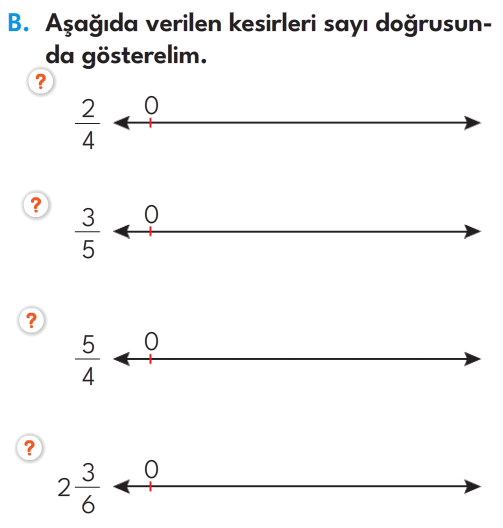 B. Aşağıda verilen kesirleri sayı doğrusun-
da gösterelim.
?
2/4 0
?
3/5 0
?
5/4 0
?
2 3/6 0